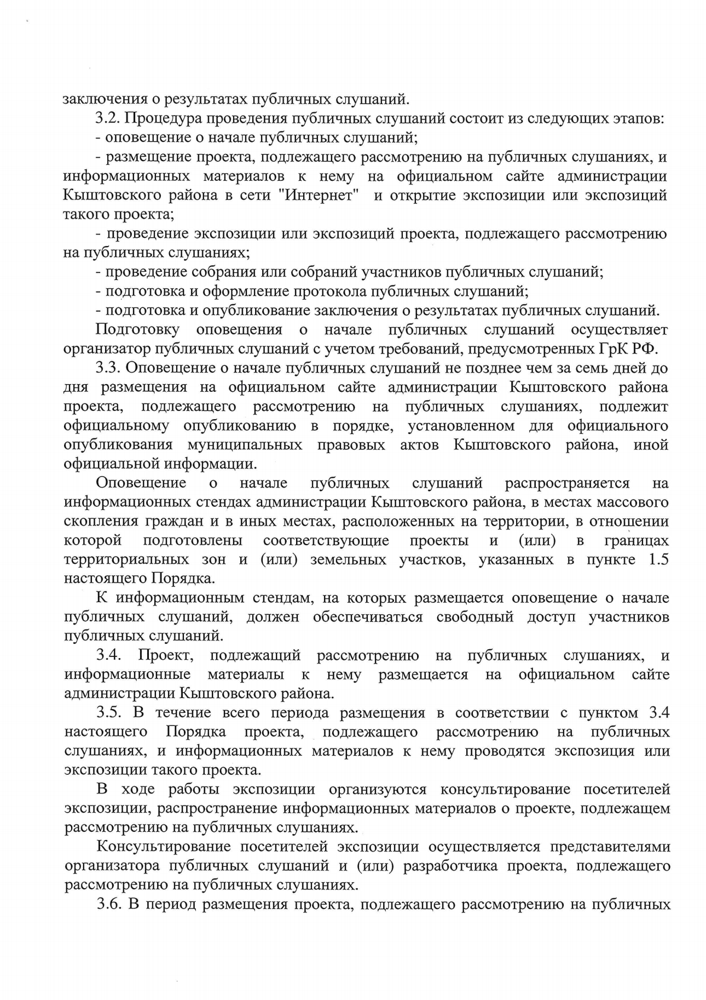 заключения о результатах публичных слушаний.
3.2. Процедура проведения публичных слушаний состоит из следующих этапов:
- оповещение о начале публичных слушаний;
- размещение проекта, подлежащего рассмотрению на публичных слушаниях, и
информационных материалов к нему на официальном сайте администрации
Кыштовского района в сети "Интернет" и открытие экспозиции или экспозиций
такого проекта;
- проведение экспозиции или экспозиций проекта, подлежащего рассмотрению
на публичных слушаниях;
- проведение собрания или собраний участников публичных слушаний;
- подготовка и оформление протокола публичных слушаний;
- подготовка и опубликование заключения о результатах публичных слушаний.
Подготовку оповещения о начале публичных слушаний осуществляет
организатор публичных слушаний с учетом требований, предусмотренных ГрК РФ.
3.3. Оповещение о начале публичных слушаний не позднее чем за семь дней до
дня размещения на официальном сайте администрации Кыштовского района
проекта, подлежащего рассмотрению на публичных слушаниях, подлежит
официальному опубликованию в порядке, установленном для официального
опубликования муниципальных правовых актов Кыштовского района, иной
официальной информации.
Оповещение о начале публичных слушаний распространяется на
информационных стендах администрации Кыштовского района, в местах массового
скопления граждан и в иных местах, расположенных на территории, в отношении
которой подготовлены соответствующие проекты и (или) в границах
территориальных зон и (или) земельных участков, указанных в пункте 1.5
настоящего Порядка.
К информационным стендам, на которых размещается оповещение о начале
публичных слушаний, должен обеспечиваться свободный доступ участников
публичных слушаний.
3.4. Проект, подлежащий рассмотрению на публичных слушаниях, и
информационные материалы к нему размещается на официальном сайте
администрации Кыштовского района.
3.5. В течение всего периода размещения в соответствии с пунктом 3.4
настоящего Порядка проекта, подлежащего рассмотрению на публичных
слушаниях, и информационных материалов к нему проводятся экспозиция или
экспозиции такого проекта.
В ходе работы экспозиции организуются консультирование посетителей
экспозиции, распространение информационных материалов о проекте, подлежащем
рассмотрению на публичных слушаниях.
Консультирование посетителей экспозиции осуществляется представителями
организатора публичных слушаний и (или) разработчика проекта, подлежащего
рассмотрению на публичных слушаниях.
3.6. В период размещения проекта, подлежащего рассмотрению на публичных